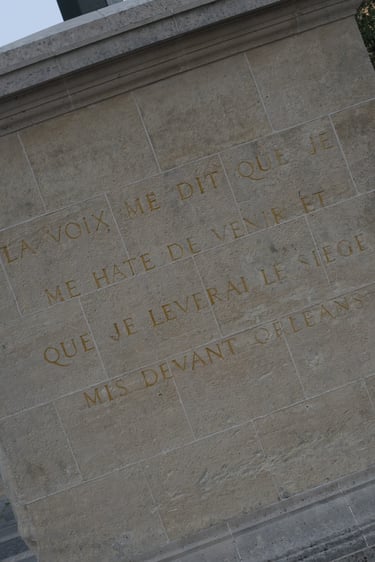 LA VOIX ME DIT QUE JE
ME HATE DE VENIR ET
QUE JE LEVERAI LE SIEGE
MIS DEVANT ORLEANS